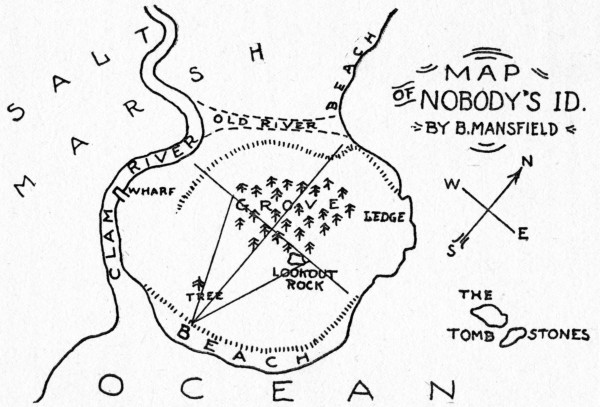 SALT
MARSH
MAP
OF NOBODY'S ID.
BY B. MANSFIELD
BEACH
OLD RIVER
CLAM RIVER
WHARF
GROVE
LEDGE
LOOKOUT
ROCK
TREE
BEACH
N
W
E
S
THE
TOMB STONES
OCEAN